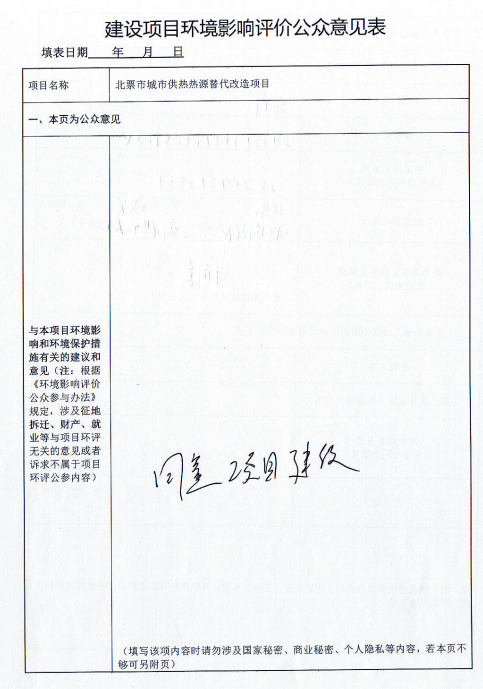 建设项目环境影响评价公众意见表
填表日期 年 月 日
项目名称 北票市城市供热热源替代改造项目
一、本页为公众意见
与本项目环境影
响和环境保护措
施有关的建议和
意见（注：根据
《环境影响评价
公众参与办法》
规定，涉及征地
拆迁、财产、就
业等与项目环评
无关的意见或者
诉求不属于项目
环评公参内容）
同意项目建设
（填写该项内容时请勿涉及国家秘密、商业秘密、个人隐私等内容，若本页不
够可另附页）